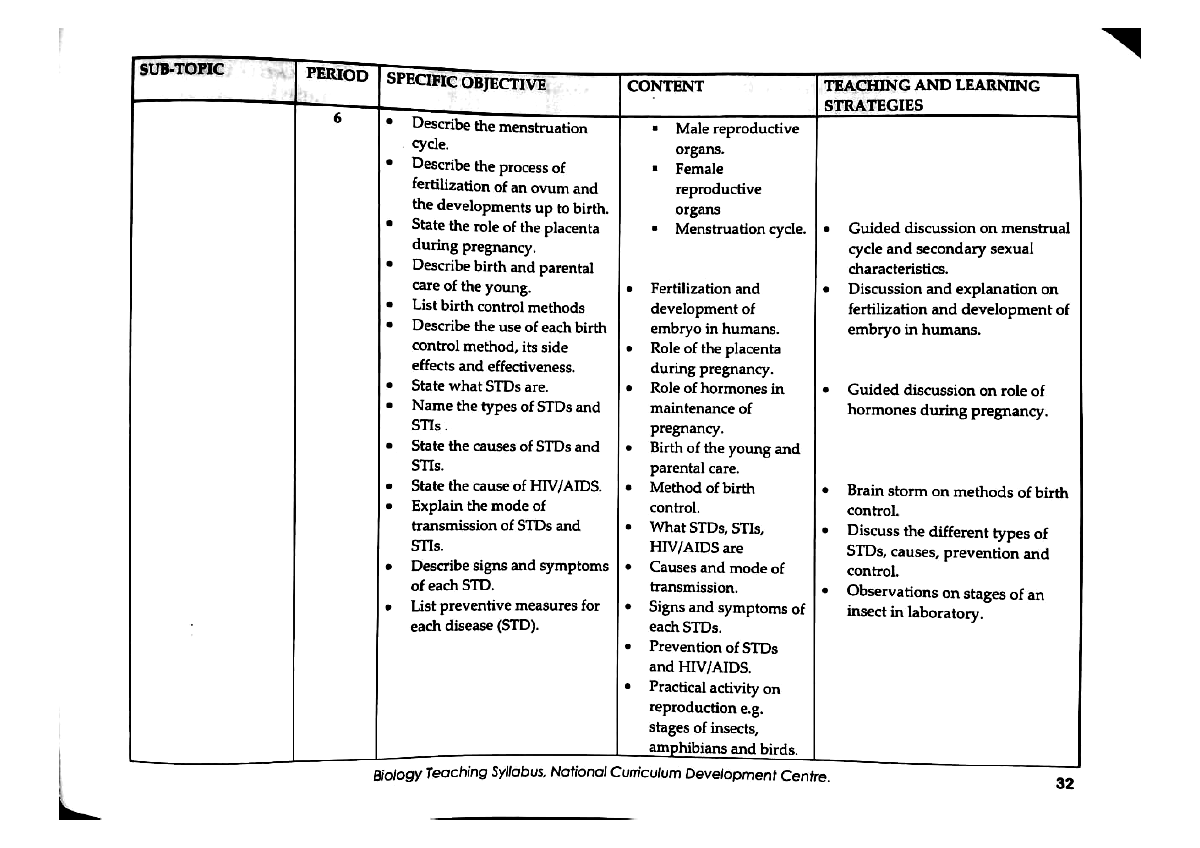 SUB-TOPIC
PERIOD
SPECIFIC OBJECTIVE
CONTENT
TEACHING AND LEARNING
STRATEGIES
6
• Describe the menstruation
cycle.
• Describe the process of
fertilization of an ovum and
the developments up to birth.
• State the role of the placenta
during pregnancy.
• Describe birth and parental
care of the young.
• List birth control methods
• Describe the use of each birth
control method, its side
effects and effectiveness.
• State what STDs are.
• Name the types of STDs and
STIs .
• State the causes of STDs and
STIs.
• State the cause of HIV/AIDS.
• Explain the mode of
transmission of STDs and
STIs.
• Describe signs and symptoms
of each STD.
• List preventive measures for
each disease (STD).
▪ Male reproductive
organs.
▪ Female
reproductive
organs
▪ Menstruation cycle.
• Fertilization and
development of
embryo in humans.
• Role of the placenta
during pregnancy.
• Role of hormones in
maintenance of
pregnancy.
• Birth of the young and
parental care.
• Method of birth
control.
• What STDs, STIs,
HIV/AIDS are
• Causes and mode of
transmission.
• Signs and symptoms of
each STDs.
• Prevention of STDs
and HIV/AIDS.
• Practical activity on
reproduction e.g.
stages of insects,
amphibians and birds.
• Guided discussion on menstrual
cycle and secondary sexual
characteristics.
• Discussion and explanation on
fertilization and development of
embryo in humans.
• Guided discussion on role of
hormones during pregnancy.
• Brain storm on methods of birth
control.
• Discuss the different types of
STDs, causes, prevention and
control.
• Observations on stages of an
insect in laboratory.
Biology Teaching Syllabus, National Curriculum Development Centre.
32